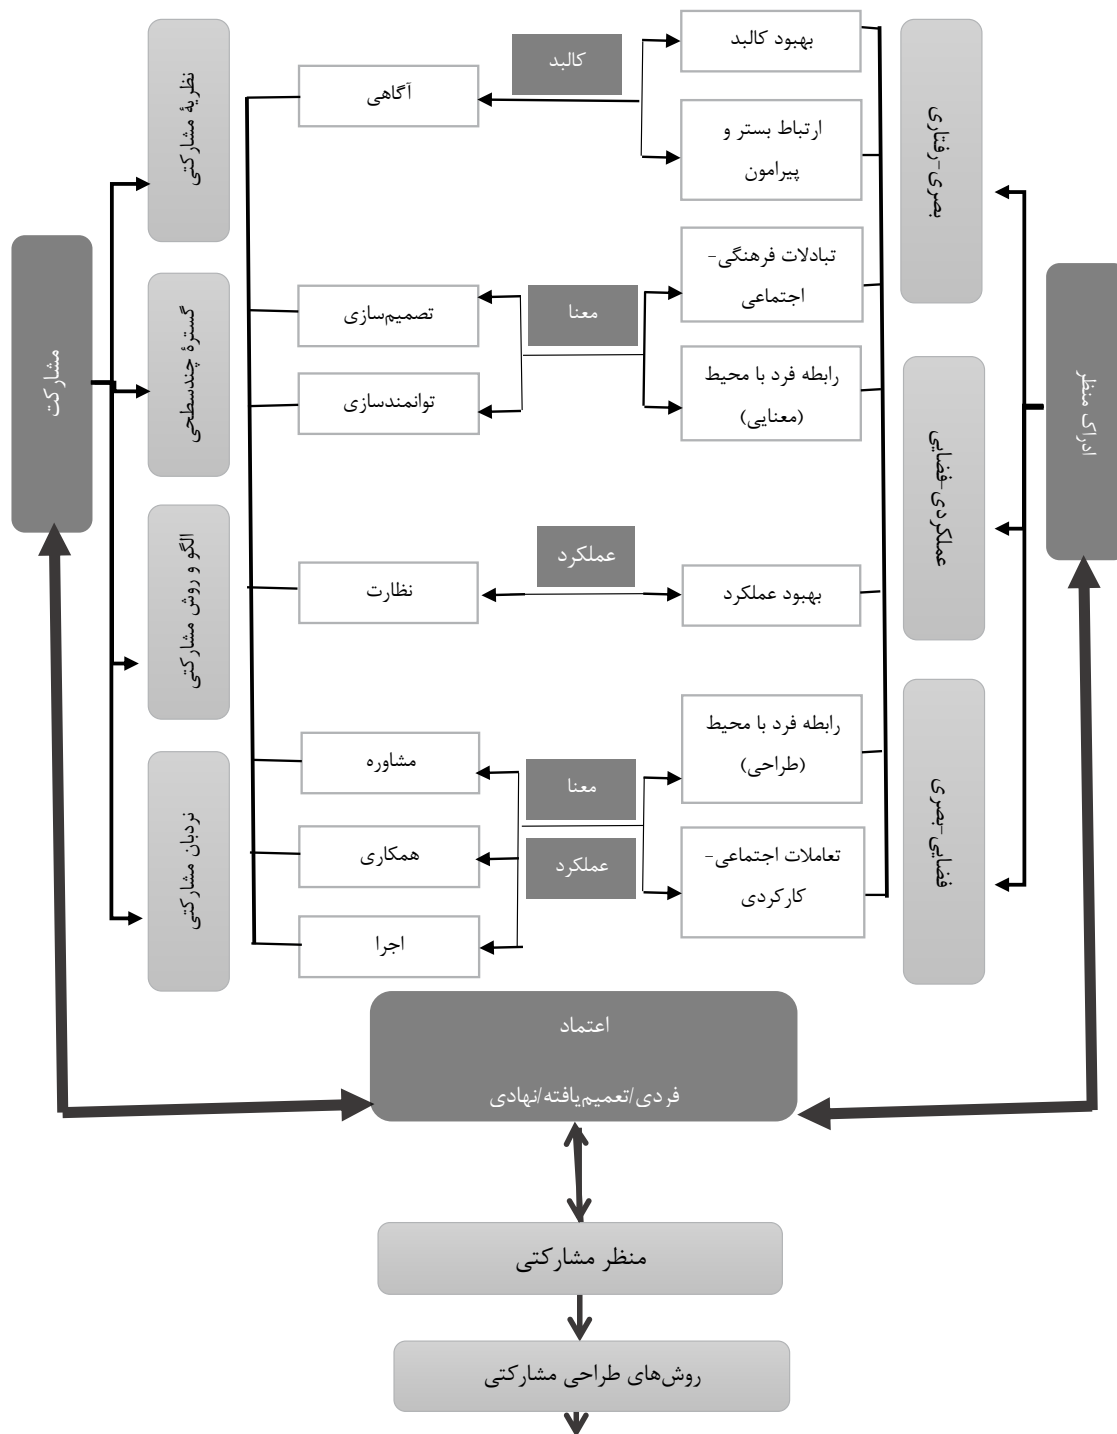 ادراک منظر
بصری-رفتاری
عملکردی-فضایی
فضایی-بصری
بهبود کالبد
ارتباط بستر و
پیرامون
تبادلات فرهنگی-
اجتماعی
رابطه فرد با محیط
(معنایی)
بهبود عملکرد
رابطه فرد با محیط
(طراحی)
تعاملات اجتماعی-
کارکردی
کالبد
معنا
عملکرد
معنا
عملکرد
آگاهی
تصمیم‌سازی
توانمندسازی
نظارت
مشاوره
همکاری
اجرا
نظریۀ مشارکتی
گسترۀ چندسطحی
الگو و روش مشارکتی
نردبان مشارکتی
مشارکت
اعتماد
فردی/تعمیم‌یافته/نهادی
منظر مشارکتی
روش‌های طراحی مشارکتی